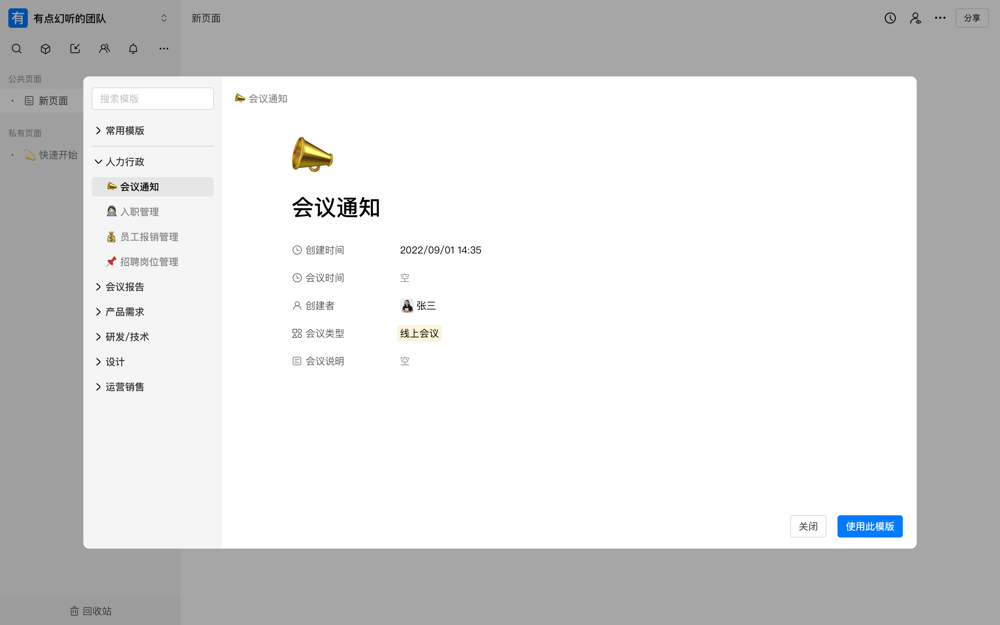 有 有点幻听的团队
新页面
分享
公共页面
新页面
私有页面
快速开始
回收站
搜索模版
常用模版
人力行政
会议通知
入职管理
员工报销管理
招聘岗位管理
会议报告
产品需求
研发/技术
设计
运营销售
会议通知
会议通知
创建时间 2022/09/01 14:35
会议时间 空
创建者 张三
会议类型 线上会议
会议说明 空
关闭 使用此模版